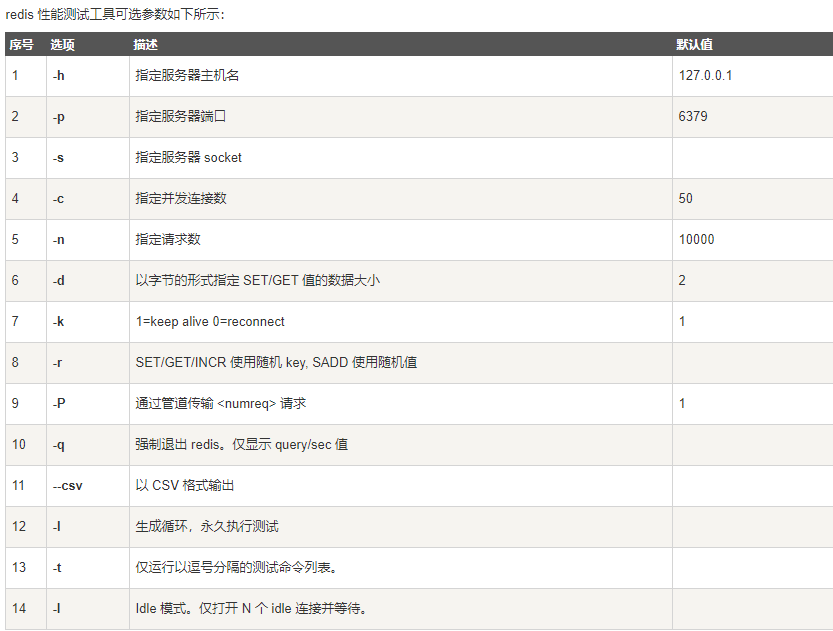 redis 性能测试工具可选参数如下所示：
序号 选项 描述 默认值
1 -h 指定服务器主机名 127.0.0.1
2 -p 指定服务器端口 6379
3 -s 指定服务器 socket
4 -c 指定并发连接数 50
5 -n 指定请求数 10000
6 -d 以字节的形式指定 SET/GET 值的数据大小 2
7 -k 1=keep alive 0=reconnect 1
8 -r SET/GET/INCR 使用随机 key, SADD 使用随机值
9 -P 通过管道传输 <numreq> 请求 1
10 -q 强制退出 redis。仅显示 query/sec 值
11 --csv 以 CSV 格式输出
12 -l 生成循环，永久执行测试
13 -t 仅运行以逗号分隔的测试命令列表。
14 -I Idle 模式。仅打开 N 个 idle 连接并等待。